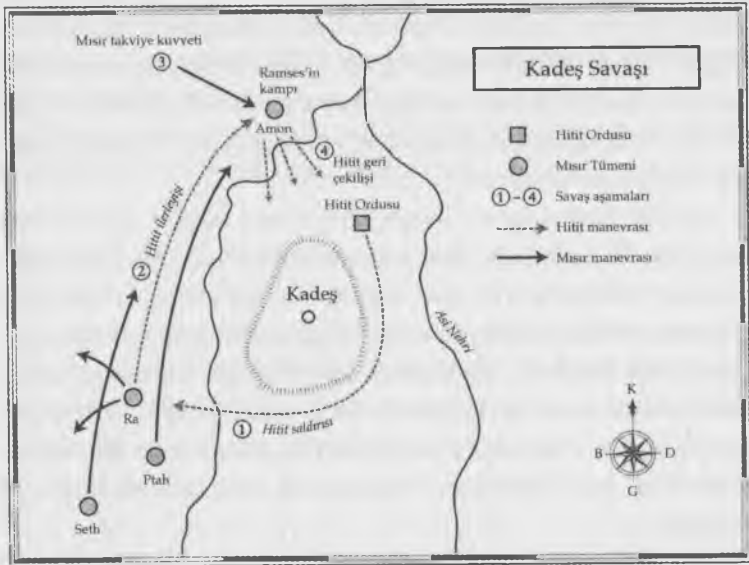 Mısır takviye kuvveti
③
Ramses'in
kampı
Amon
④
Hitit geri
çekilişi
Hitit Ordusu
② Hitit ilerleyişi
Kadeş
Asi Nehri
Ra
① Hitit saldırısı
Ptah
Seth
Kadeş Savaşı
Hitit Ordusu
Mısır Tümeni
①–④ Savaş aşamaları
Hitit manevrası
Mısır manevrası
K
B D
G